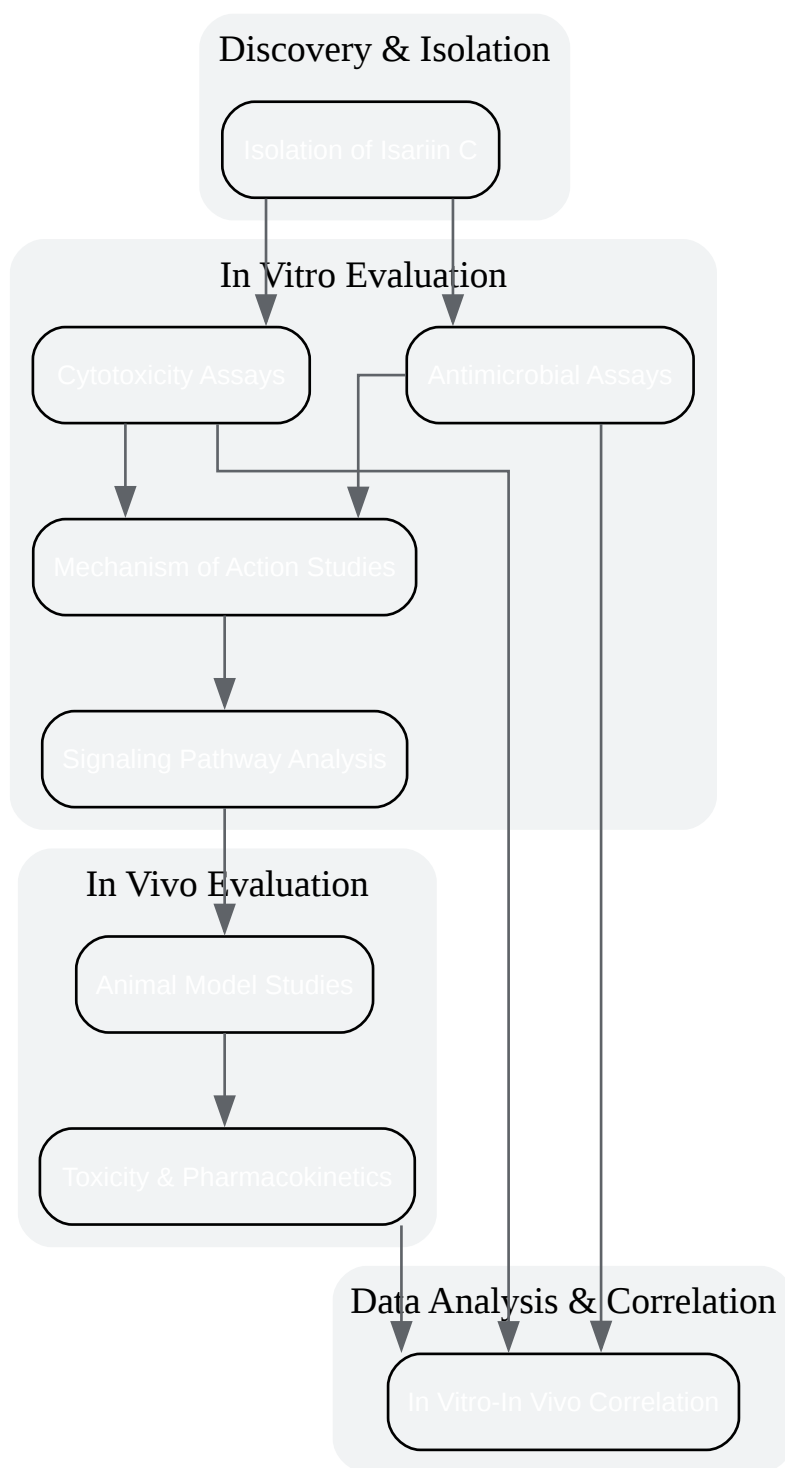 Discovery & Isolation
Isolation of Isariin C
In Vitro Evaluation
Cytotoxicity Assays
Antimicrobial Assays
Mechanism of Action Studies
Signaling Pathway Analysis
In Vivo Evaluation
Animal Model Studies
Toxicity & Pharmacokinetics
Data Analysis & Correlation
In Vitro-In Vivo Correlation